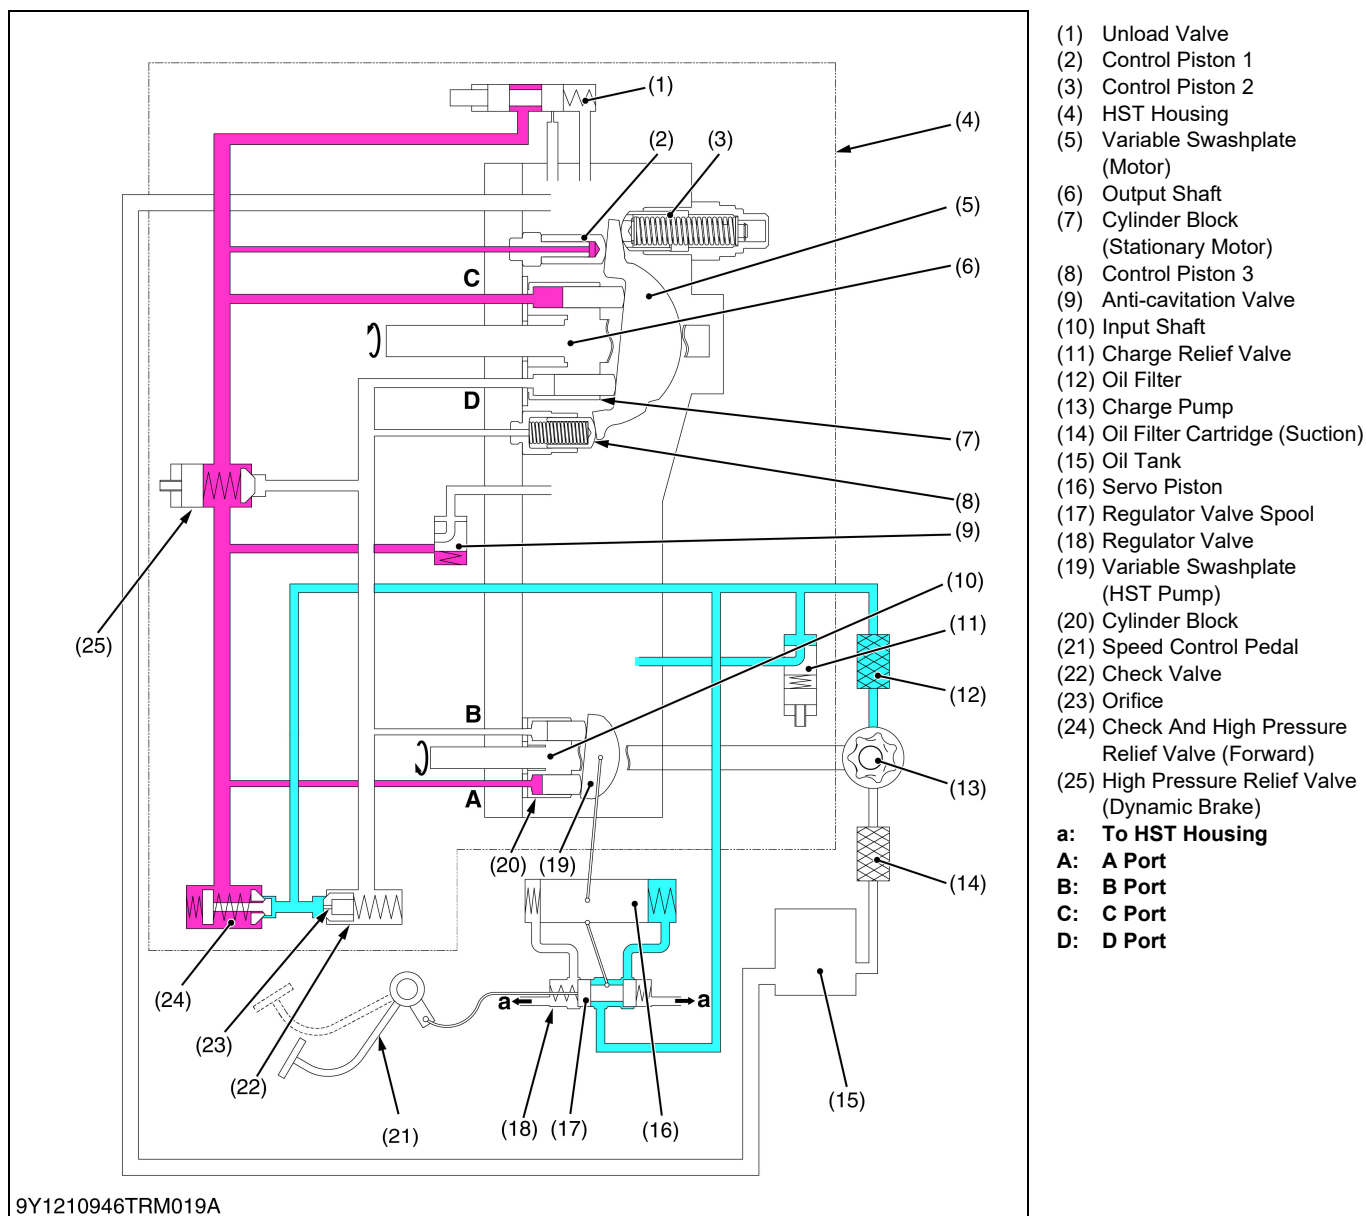 (1)
(2)
(3)
(4)
(5)
(6)
C
D
(7)
(8)
(9)
(10)
(11)
(25)
(12)
B
A
(13)
(20)
(19)
(14)
(24)
a
a
(23)
(22)
(21)
(18)
(17)
(16)
(15)
9Y1210946TRM019A
(1) Unload Valve
(2) Control Piston 1
(3) Control Piston 2
(4) HST Housing
(5) Variable Swashplate
(Motor)
(6) Output Shaft
(7) Cylinder Block
(Stationary Motor)
(8) Control Piston 3
(9) Anti-cavitation Valve
(10) Input Shaft
(11) Charge Relief Valve
(12) Oil Filter
(13) Charge Pump
(14) Oil Filter Cartridge (Suction)
(15) Oil Tank
(16) Servo Piston
(17) Regulator Valve Spool
(18) Regulator Valve
(19) Variable Swashplate
(HST Pump)
(20) Cylinder Block
(21) Speed Control Pedal
(22) Check Valve
(23) Orifice
(24) Check And High Pressure
Relief Valve (Forward)
(25) High Pressure Relief Valve
(Dynamic Brake)
a: To HST Housing
A: A Port
B: B Port
C: C Port
D: D Port